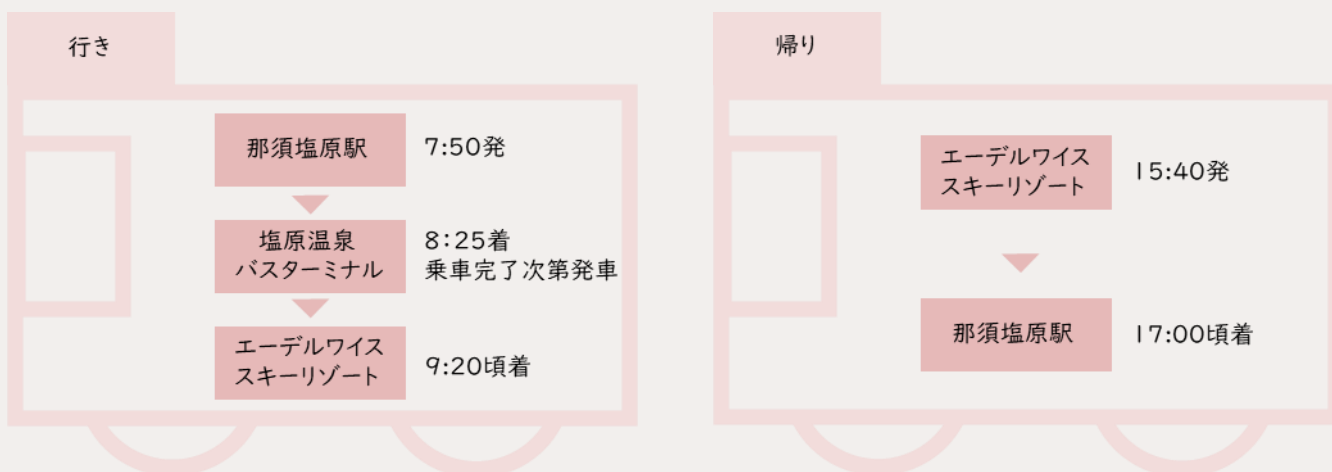 行き
那須塩原駅
7:50発
塩原温泉
バスターミナル
8:25着
乗車完了次第発車
エーデルワイス
スキーリゾート
9:20頃着
帰り
エーデルワイス
スキーリゾート
15:40発
那須塩原駅
17:00頃着